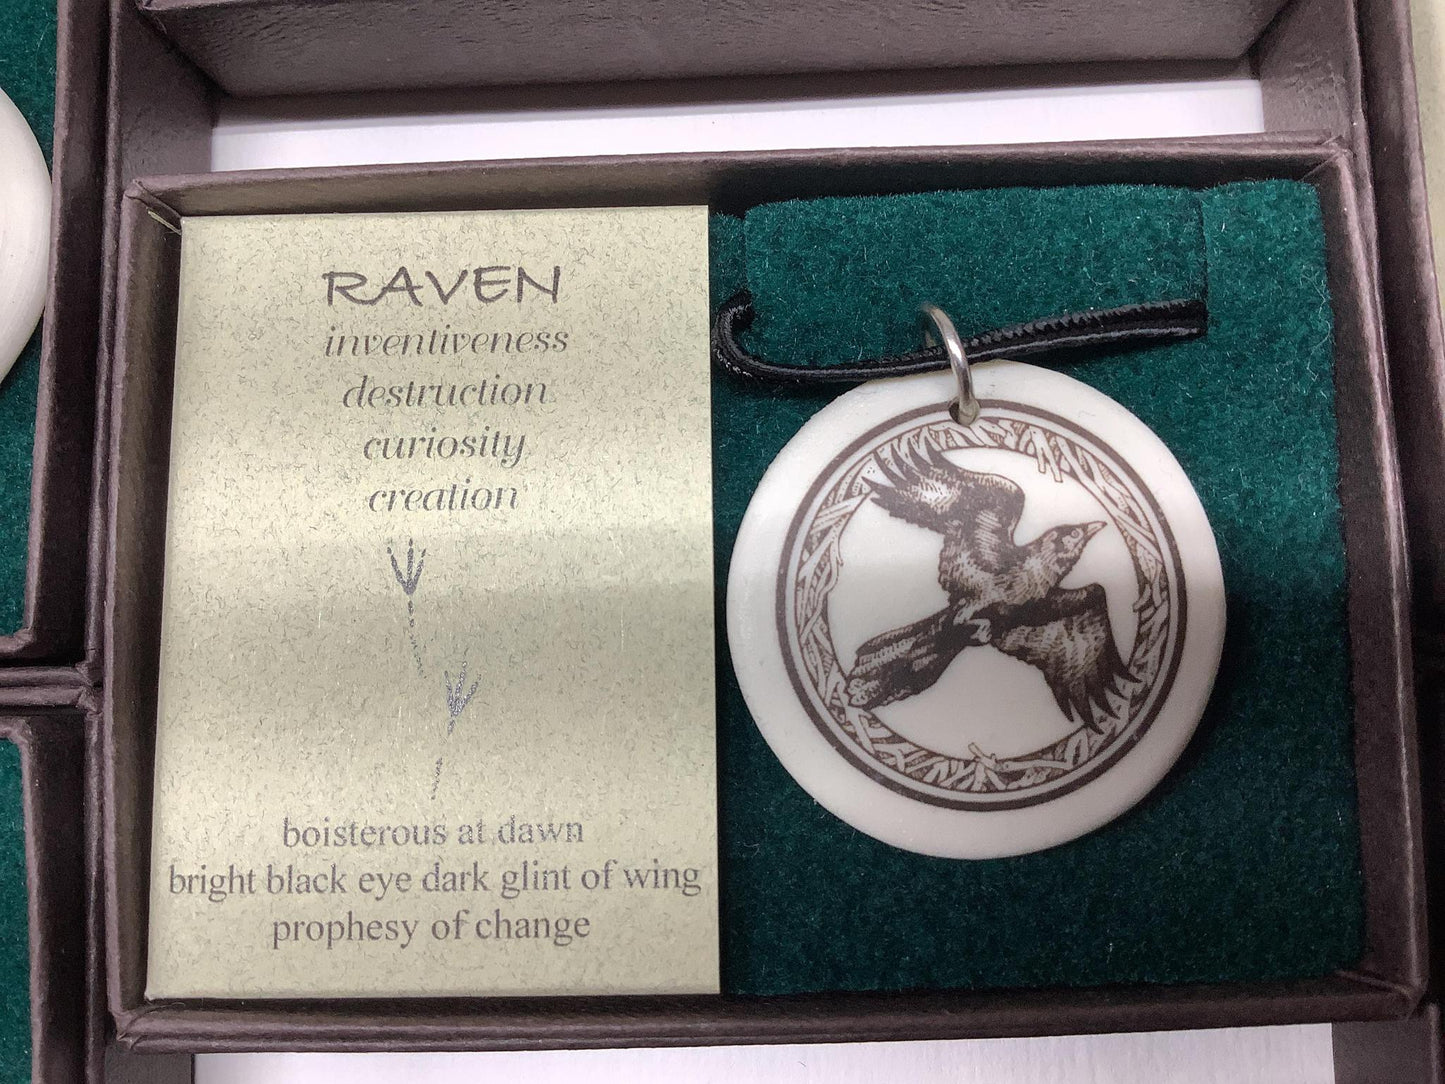 RAVEN
inventiveness
destruction
curiosity
creation
boisterous at dawn
bright black eye dark glint of wing
prophesy of change